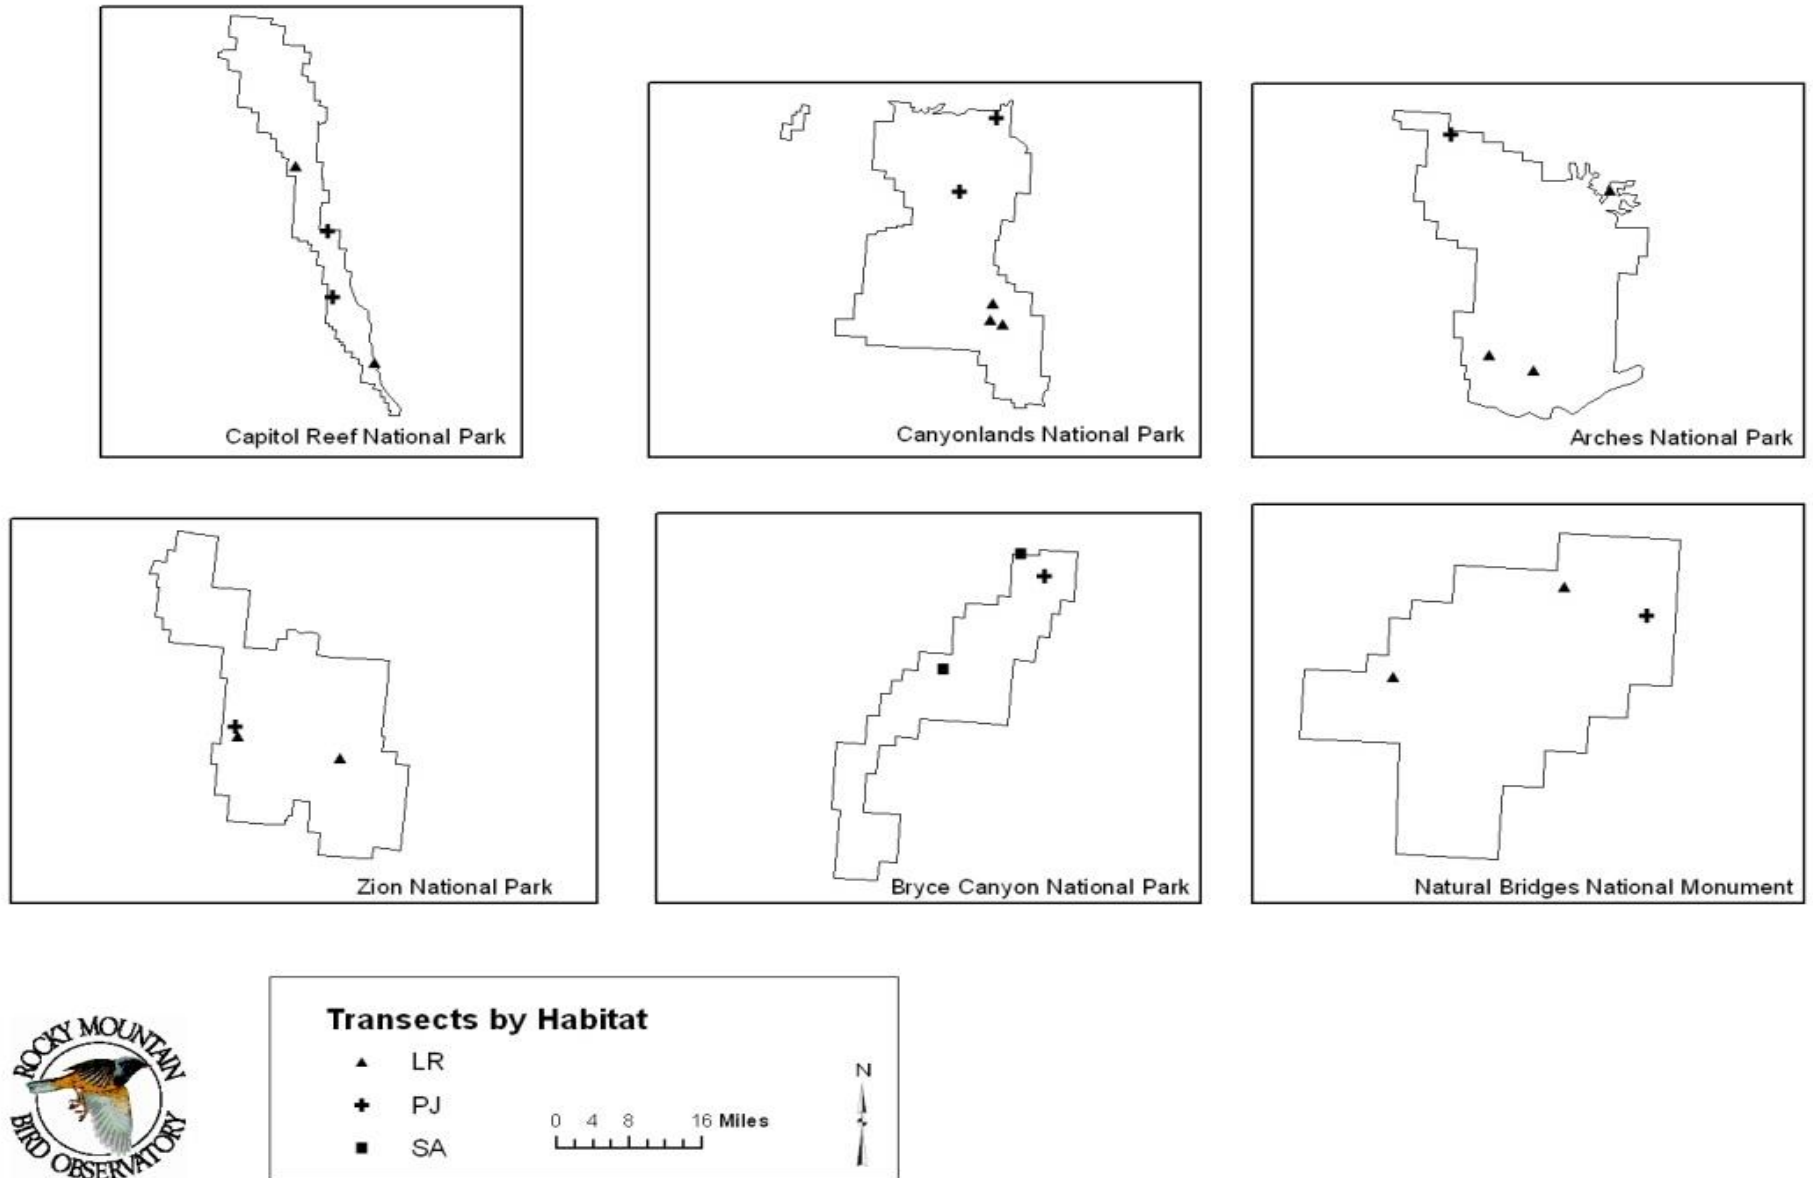 Capitol Reef National Park
Canyonlands National Park
Arches National Park
Zion National Park
Bryce Canyon National Park
Natural Bridges National Monument
ROCKY MOUNTAIN
BIRD OBSERVATORY
Transects by Habitat
LR
PJ
SA
0 4 8 16 Miles
N